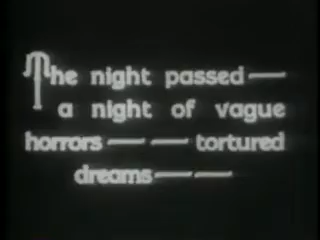 The night passed—
a night of vague
horrors— —tortured
dreams— —